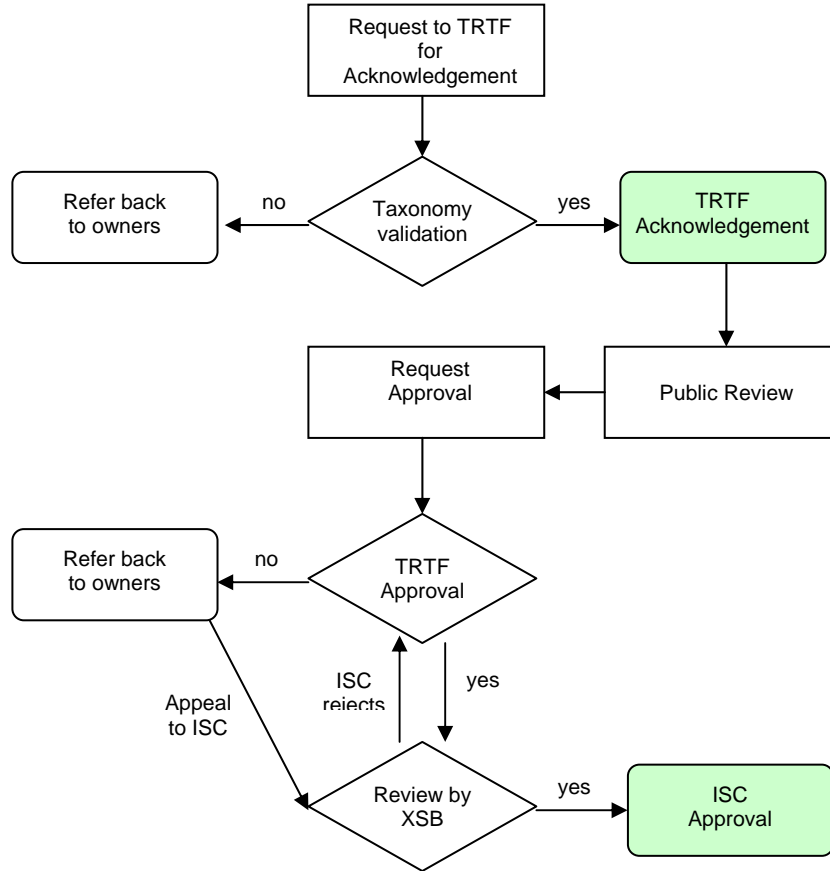 Request to TRTF
for
Acknowledgement
Refer back
to owners
no
Taxonomy
validation
yes
TRTF
Acknowledgement
Request
Approval
Public Review
Refer back
to owners
no
TRTF
Approval
Appeal
to ISC
ISC
rejects
yes
Review by
XSB
yes
ISC
Approval